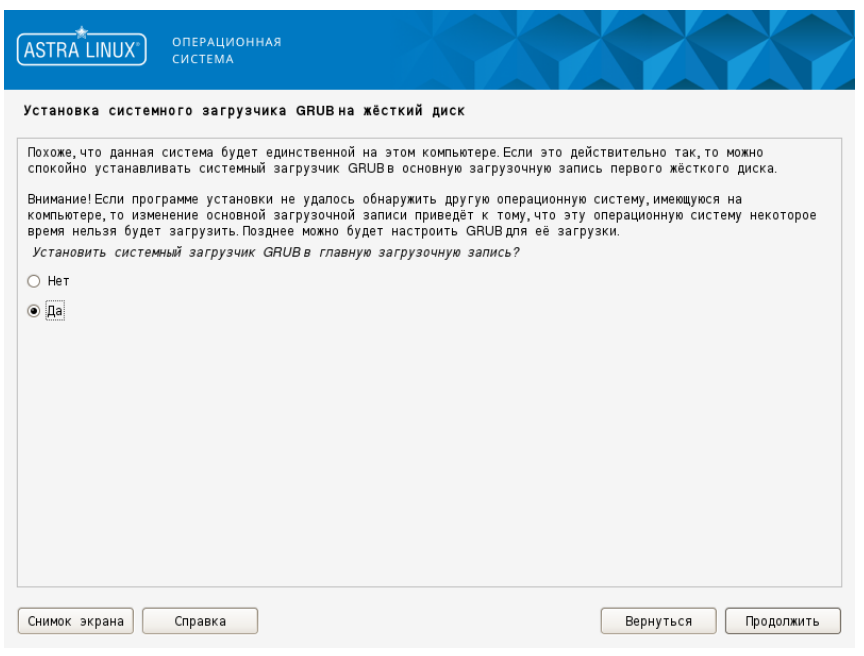 ASTRA LINUX®
ОПЕРАЦИОННАЯ
СИСТЕМА
Установка системного загрузчика GRUB на жёсткий диск
Похоже, что данная система будет единственной на этом компьютере. Если это действительно так, то можно
спокойно устанавливать системный загрузчик GRUB в основную загрузочную запись первого жёсткого диска.
Внимание! Если программе установки не удалось обнаружить другую операционную систему, имеющуюся на
компьютере, то изменение основной загрузочной записи приведёт к тому, что эту операционную систему некоторое
время нельзя будет загрузить. Позднее можно будет настроить GRUB для её загрузки.
Установить системный загрузчик GRUB в главную загрузочную запись?
Нет
Да
Снимок экрана
Справка
Вернуться
Продолжить